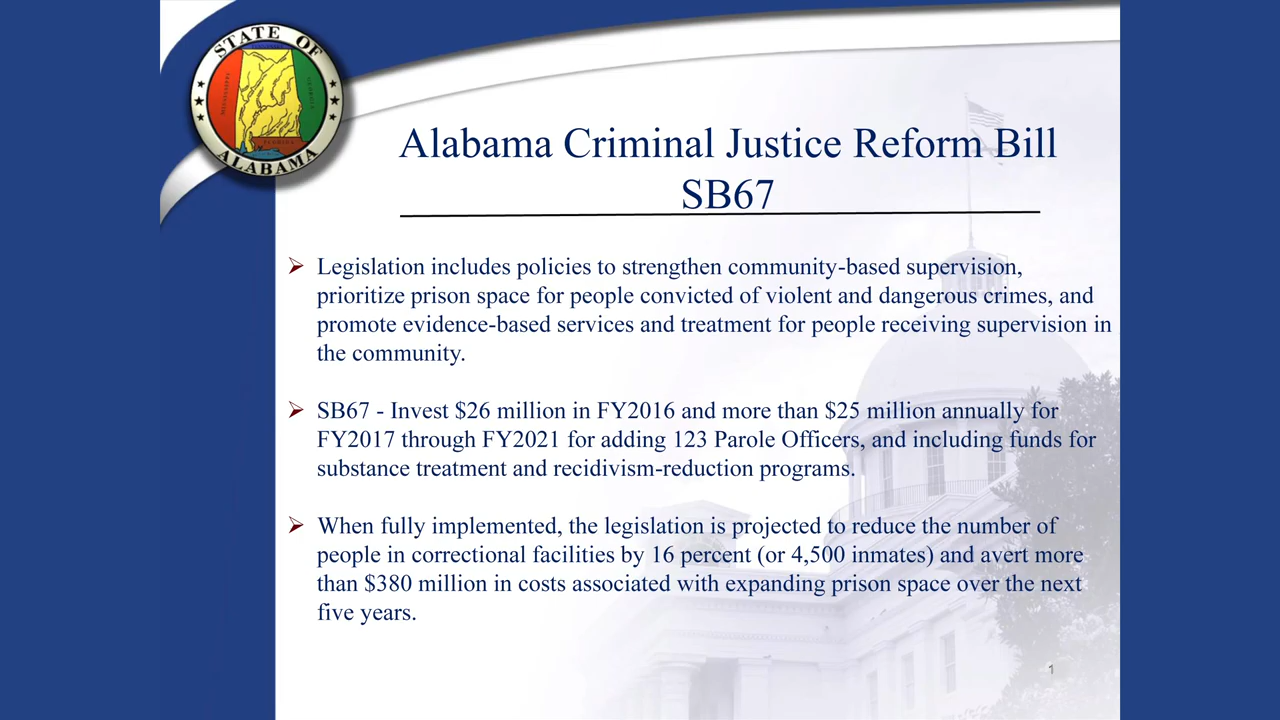 STATE OF
MISSISSIPPI
GEORGIA
FLORIDA
ALABAMA
Alabama Criminal Justice Reform Bill
SB67
➢ Legislation includes policies to strengthen community-based supervision,
prioritize prison space for people convicted of violent and dangerous crimes, and
promote evidence-based services and treatment for people receiving supervision in
the community.
➢ SB67 - Invest $26 million in FY2016 and more than $25 million annually for
FY2017 through FY2021 for adding 123 Parole Officers, and including funds for
substance treatment and recidivism-reduction programs.
➢ When fully implemented, the legislation is projected to reduce the number of
people in correctional facilities by 16 percent (or 4,500 inmates) and avert more
than $380 million in costs associated with expanding prison space over the next
five years.
1